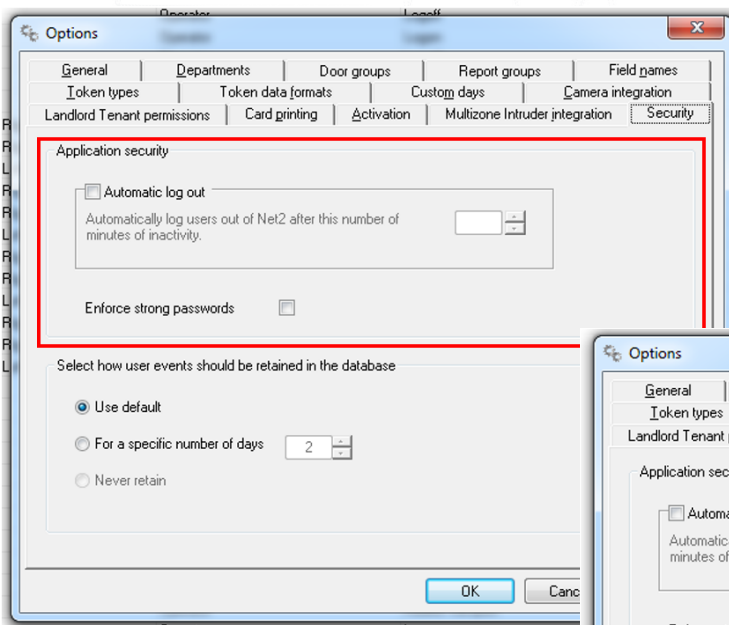 Operator Logoff
Options
General Departments Door groups Report groups Field names
Token types Token data formats Custom days Camera integration
Landlord Tenant permissions Card printing Activation Multizone Intruder integration Security
Application security
Automatic log out
Automatically log users out of Net2 after this number of
minutes of inactivity.
Enforce strong passwords
Select how user events should be retained in the database
Use default
For a specific number of days 2
Never retain
OK Canc
Options
General
Token types
Landlord Tenant
Application sec
Automa
Automatic
minutes of